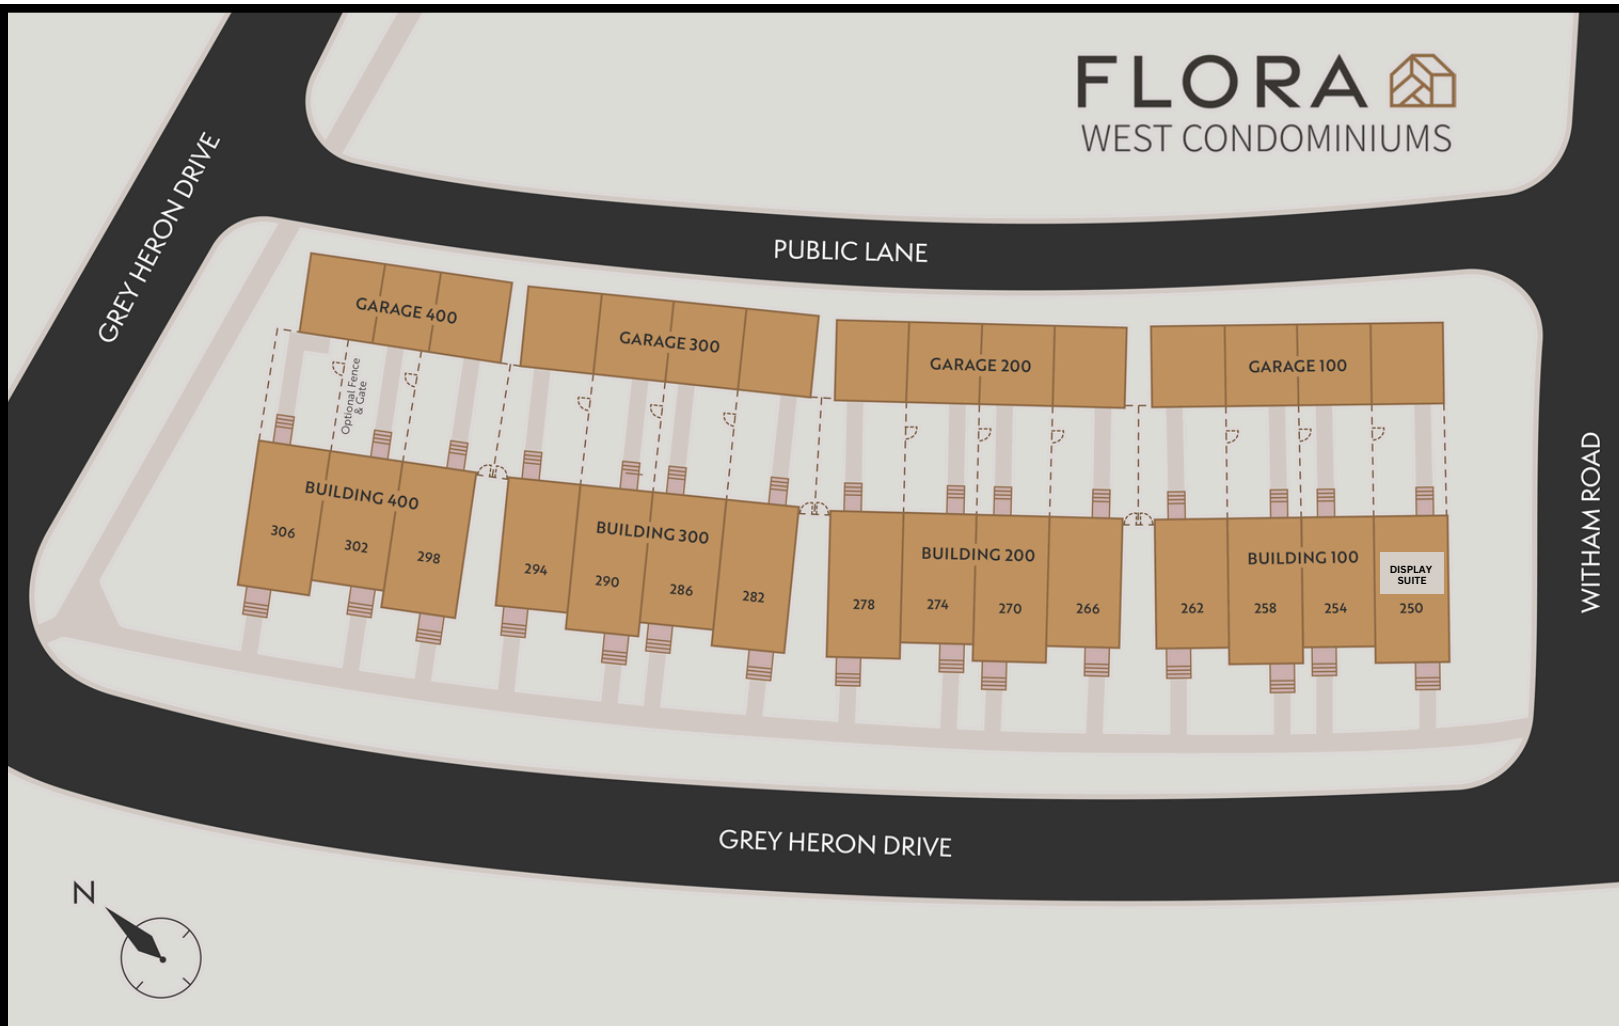 FLORA
WEST CONDOMINIUMS
GREY HERON DRIVE
PUBLIC LANE
GARAGE 400
GARAGE 300
GARAGE 200
GARAGE 100
Optional Fence
& Gate
BUILDING 400
306
302
298
BUILDING 300
294
290
286
282
BUILDING 200
278
274
270
266
BUILDING 100
DISPLAY
SUITE
262
258
254
250
WITHAM ROAD
GREY HERON DRIVE
N